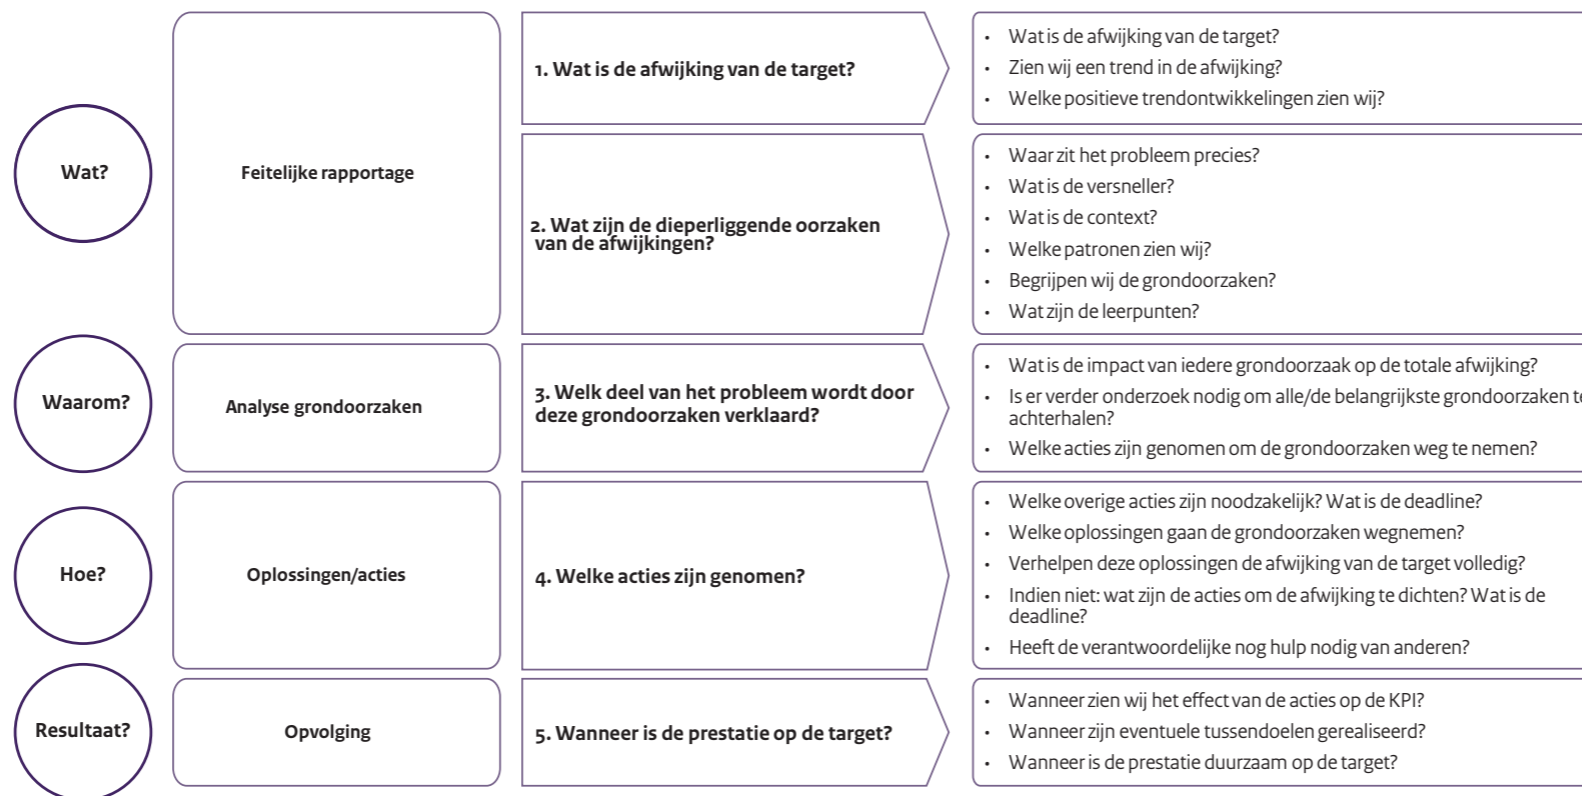 Wat?
Feitelijke rapportage
1. Wat is de afwijking van de target?
• Wat is de afwijking van de target?
• Zien wij een trend in de afwijking?
• Welke positieve trendontwikkelingen zien wij?
2. Wat zijn de dieperliggende oorzaken
van de afwijkingen?
• Waar zit het probleem precies?
• Wat is de versneller?
• Wat is de context?
• Welke patronen zien wij?
• Begrijpen wij de grondoorzaken?
• Wat zijn de leerpunten?
Waarom?
Analyse grondoorzaken
3. Welk deel van het probleem wordt door
deze grondoorzaken verklaard?
• Wat is de impact van iedere grondoorzaak op de totale afwijking?
• Is er verder onderzoek nodig om alle/de belangrijkste grondoorzaken te
achterhalen?
• Welke acties zijn genomen om de grondoorzaken weg te nemen?
Hoe?
Oplossingen/acties
4. Welke acties zijn genomen?
• Welke overige acties zijn noodzakelijk? Wat is de deadline?
• Welke oplossingen gaan de grondoorzaken wegnemen?
• Verhelpen deze oplossingen de afwijking van de target volledig?
• Indien niet: wat zijn de acties om de afwijking te dichten? Wat is de
deadline?
• Heeft de verantwoordelijke nog hulp nodig van anderen?
Resultaat?
Opvolging
5. Wanneer is de prestatie op de target?
• Wanneer zien wij het effect van de acties op de KPI?
• Wanneer zijn eventuele tussendoelen gerealiseerd?
• Wanneer is de prestatie duurzaam op de target?